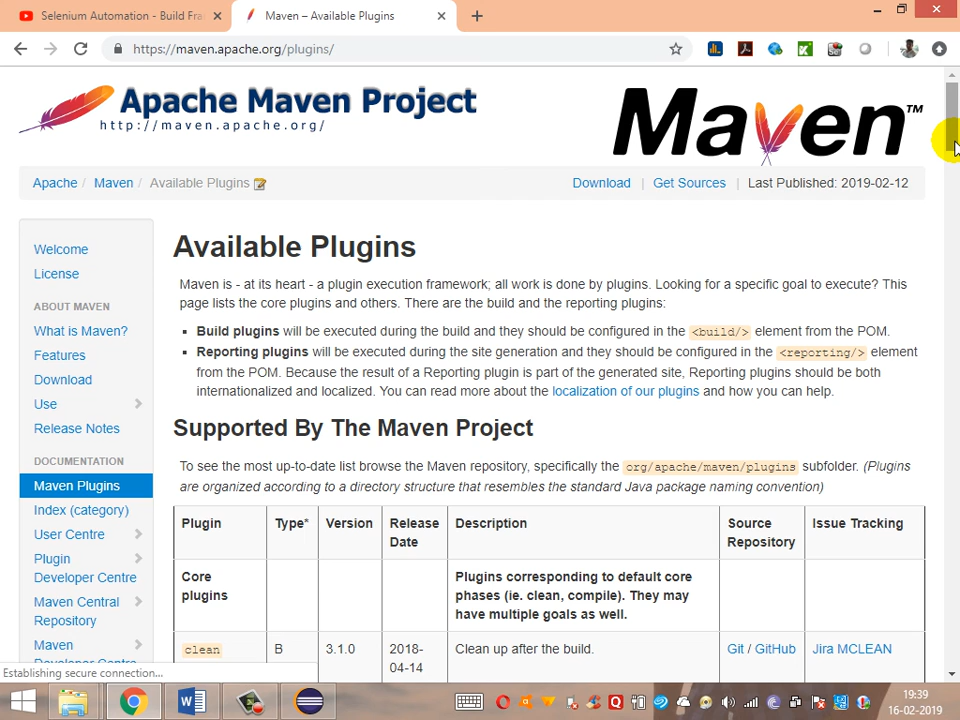 Selenium Automation - Build Fra
Maven – Available Plugins
https://maven.apache.org/plugins/
Apache Maven Project
http://maven.apache.org/
Maven™
Apache / Maven / Available Plugins
Download | Get Sources | Last Published: 2019-02-12
Welcome
License
ABOUT MAVEN
What is Maven?
Features
Download
Use
Release Notes
DOCUMENTATION
Maven Plugins
Index (category)
User Centre
Plugin
Developer Centre
Maven Central
Repository
Maven
Developer Centre
Available Plugins
Maven is - at its heart - a plugin execution framework; all work is done by plugins. Looking for a specific goal to execute? This
page lists the core plugins and others. There are the build and the reporting plugins:
Build plugins will be executed during the build and they should be configured in the <build/> element from the POM.
Reporting plugins will be executed during the site generation and they should be configured in the <reporting/> element
from the POM. Because the result of a Reporting plugin is part of the generated site, Reporting plugins should be both
internationalized and localized. You can read more about the localization of our plugins and how you can help.
Supported By The Maven Project
To see the most up-to-date list browse the Maven repository, specifically the org/apache/maven/plugins subfolder. (Plugins
are organized according to a directory structure that resembles the standard Java package naming convention)
Plugin Type* Version Release Date Description Source Repository Issue Tracking
Core plugins Plugins corresponding to default core
phases (ie. clean, compile). They may
have multiple goals as well.
clean B 3.1.0 2018-04-14 Clean up after the build. Git / GitHub Jira MCLEAN
Establishing secure connection...
19:39
16-02-2019